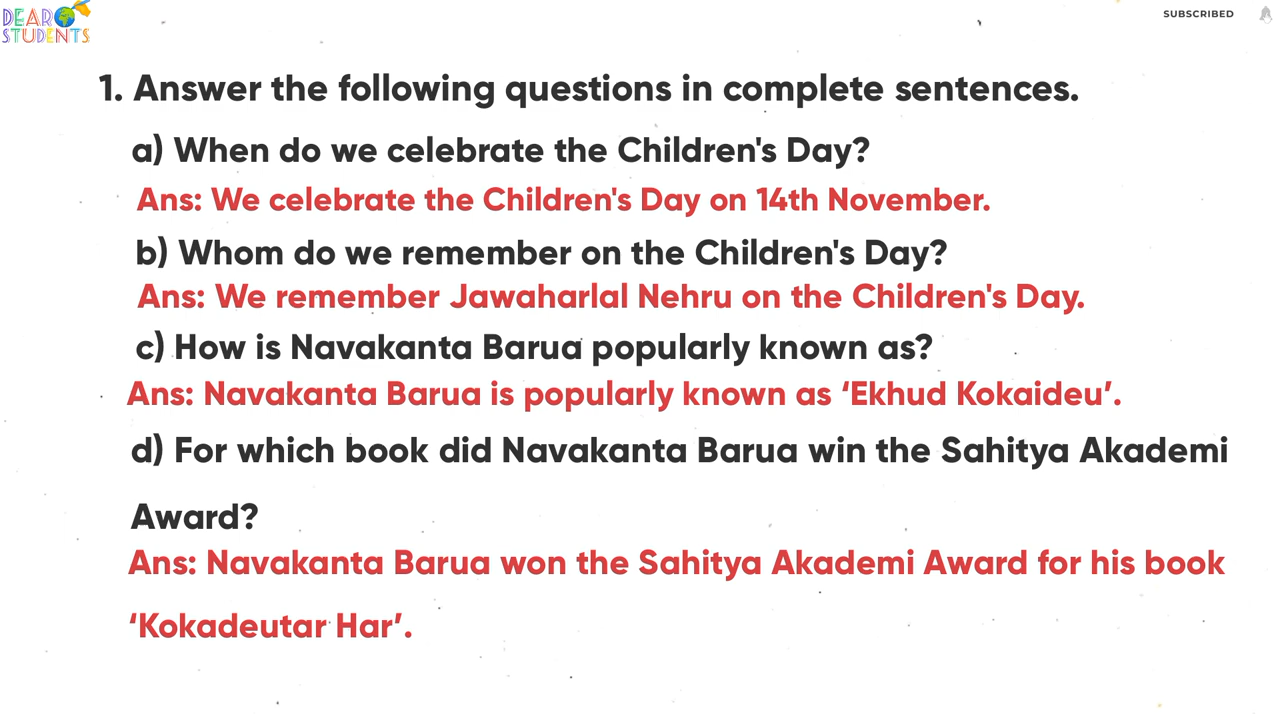 DEAR
STUDENTS
SUBSCRIBED
1. Answer the following questions in complete sentences.
a) When do we celebrate the Children's Day?
Ans: We celebrate the Children's Day on 14th November.
b) Whom do we remember on the Children's Day?
Ans: We remember Jawaharlal Nehru on the Children's Day.
c) How is Navakanta Barua popularly known as?
Ans: Navakanta Barua is popularly known as ‘Ekhud Kokaideu’.
d) For which book did Navakanta Barua win the Sahitya Akademi
Award?
Ans: Navakanta Barua won the Sahitya Akademi Award for his book
‘Kokadeutar Har’.